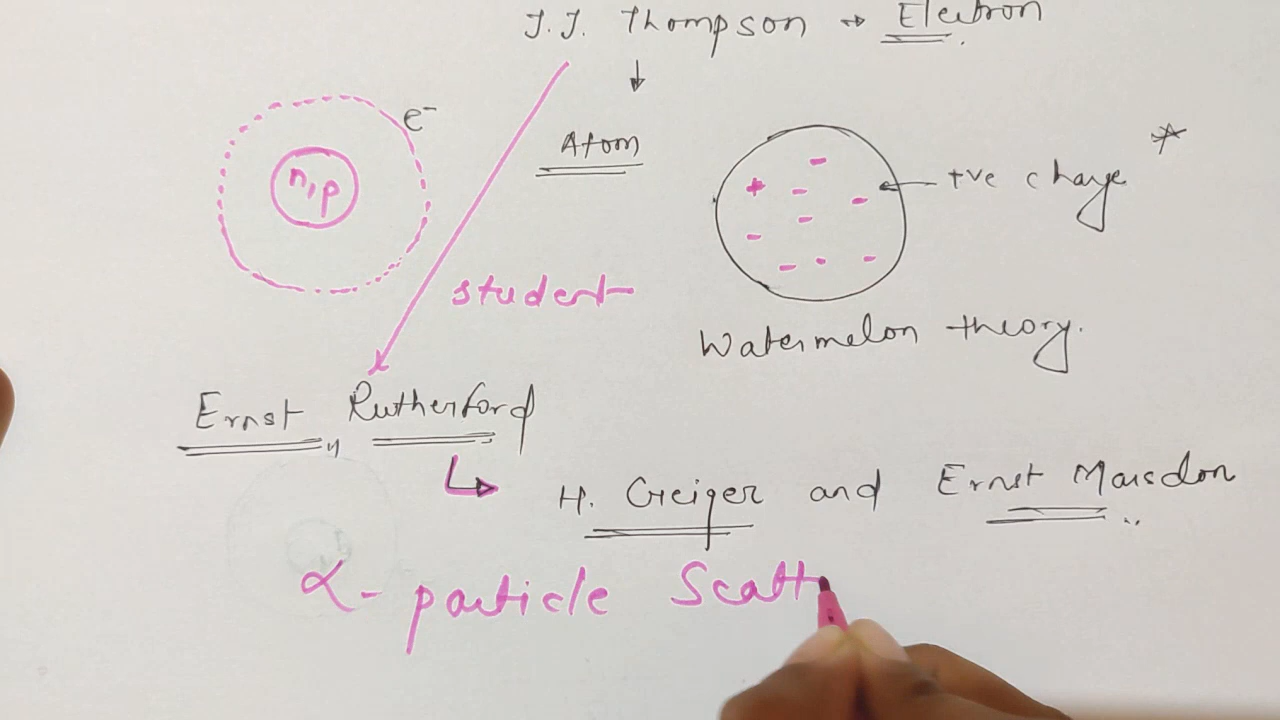 J.J. Thompson → Electron
e⁻
Atom
n,p
+ve charge
student
Watermelon theory.
Ernst Rutherford
H. Geiger and Ernst Marsdon
α-particle Scatt